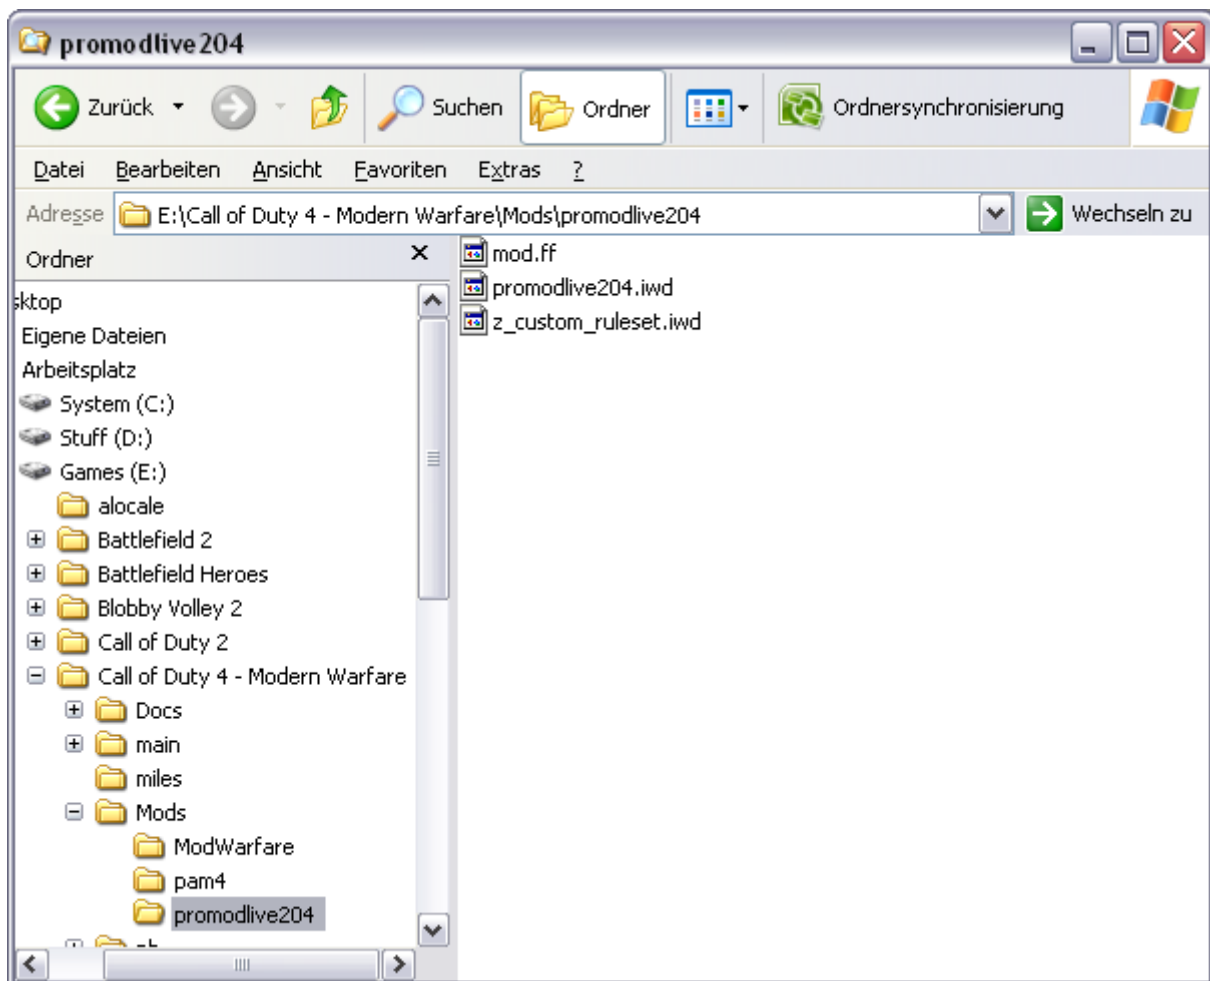 promodlive204
Zurück Suchen Ordner Ordnersynchronisierung
Datei Bearbeiten Ansicht Favoriten Extras ?
Adresse E:\Call of Duty 4 - Modern Warfare\Mods\promodlive204 Wechseln zu
Ordner
mod.ff
promodlive204.iwd
z_custom_ruleset.iwd
sktop
Eigene Dateien
Arbeitsplatz
System (C:)
Stuff (D:)
Games (E:)
alocale
Battlefield 2
Battlefield Heroes
Blobby Volley 2
Call of Duty 2
Call of Duty 4 - Modern Warfare
Docs
main
miles
Mods
ModWarfare
pam4
promodlive204